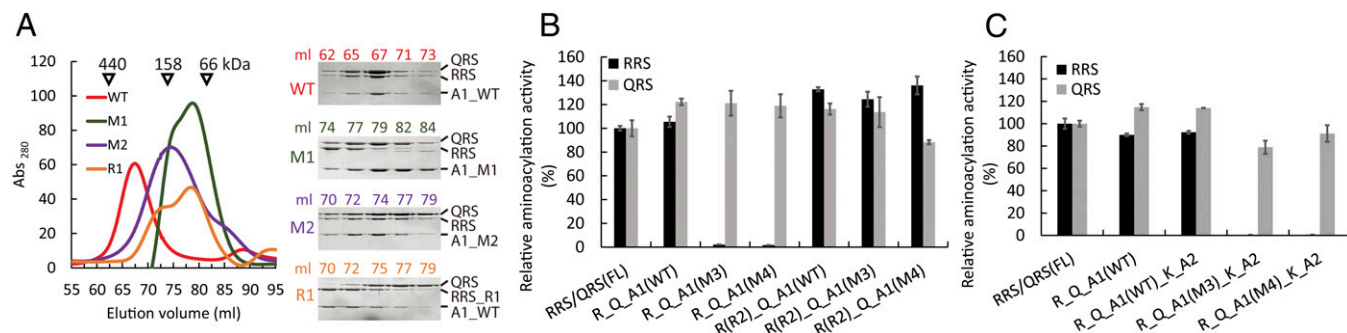 A
440 158 66 kDa
WT
M1
M2
R1
Abs 280
120
100
80
60
40
20
0
55 60 65 70 75 80 85 90 95
Elution volume (ml)
ml 62 65 67 71 73
WT
QRS
RRS
A1_WT
74 77 79 82 84
M1
QRS
RRS
A1_M1
ml 70 72 74 77 79
M2
QRS
RRS
A1_M2
ml 70 72 75 77 79
R1
QRS
RRS_R1
A1_WT
B
RRS
QRS
Relative aminoacylation activity
(%)
160
140
120
100
80
60
40
20
0
RRS/QRS(FL)
R_Q_A1(WT)
R_Q_A1(M3)
R_Q_A1(M4)
R(R2)_Q_A1(WT)
R(R2)_Q_A1(M3)
R(R2)_Q_A1(M4)
C
RRS
QRS
Relative aminoacylation activity
(%)
160
140
120
100
80
60
40
20
0
RRS/QRS(FL)
R_Q_A1(WT)
R_Q_A1(WT)_K_A2
R_Q_A1(M3)_K_A2
R_Q_A1(M4)_K_A2